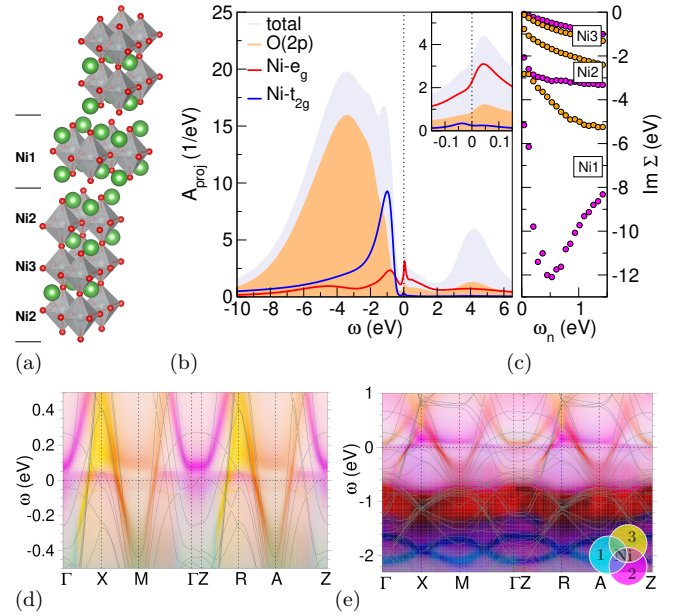 Ni1
Ni2
Ni3
Ni2
(a)
total
O(2p)
Ni-e_g
Ni-t_2g
A_proj (1/eV)
25
20
15
10
5
0
-10 -8 -6 -4 -2 0 2 4 6
ω (eV)
4
2
0
-0.1 0 0.1
(b)
Ni3
Ni2
Ni1
0
-2
-4
-6
-8
-10
-12
Im Σ (eV)
0 1
ω_n (eV)
(c)
ω (eV)
0.4
0.2
0
-0.2
-0.4
Γ X M Γ Z R A Z
(d)
ω (eV)
1
0
-1
-2
Γ X M Γ Z R A Z
3
1 Ni
2
(e)